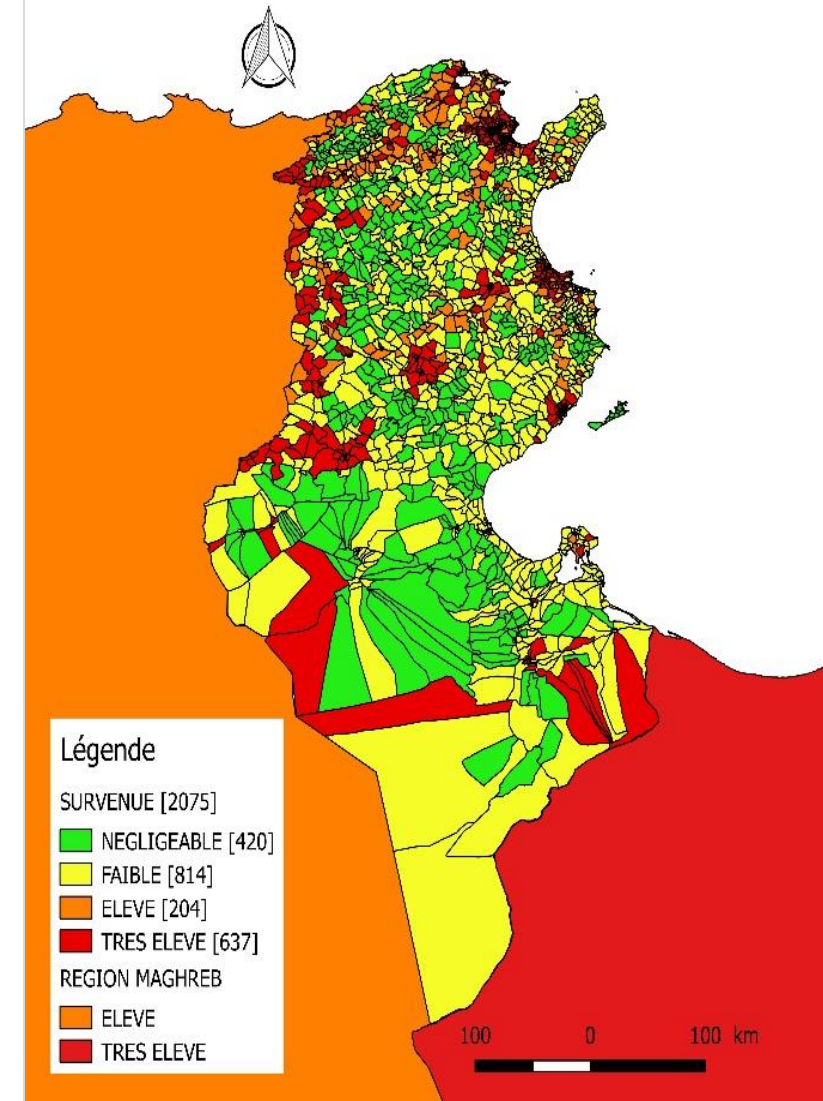 Légende
SURVENUE [2075]
NEGLIGEABLE [420]
FAIBLE [814]
ELEVE [204]
TRES ELEVE [637]
REGION MAGHREB
ELEVE
TRES ELEVE
100 0 100 km